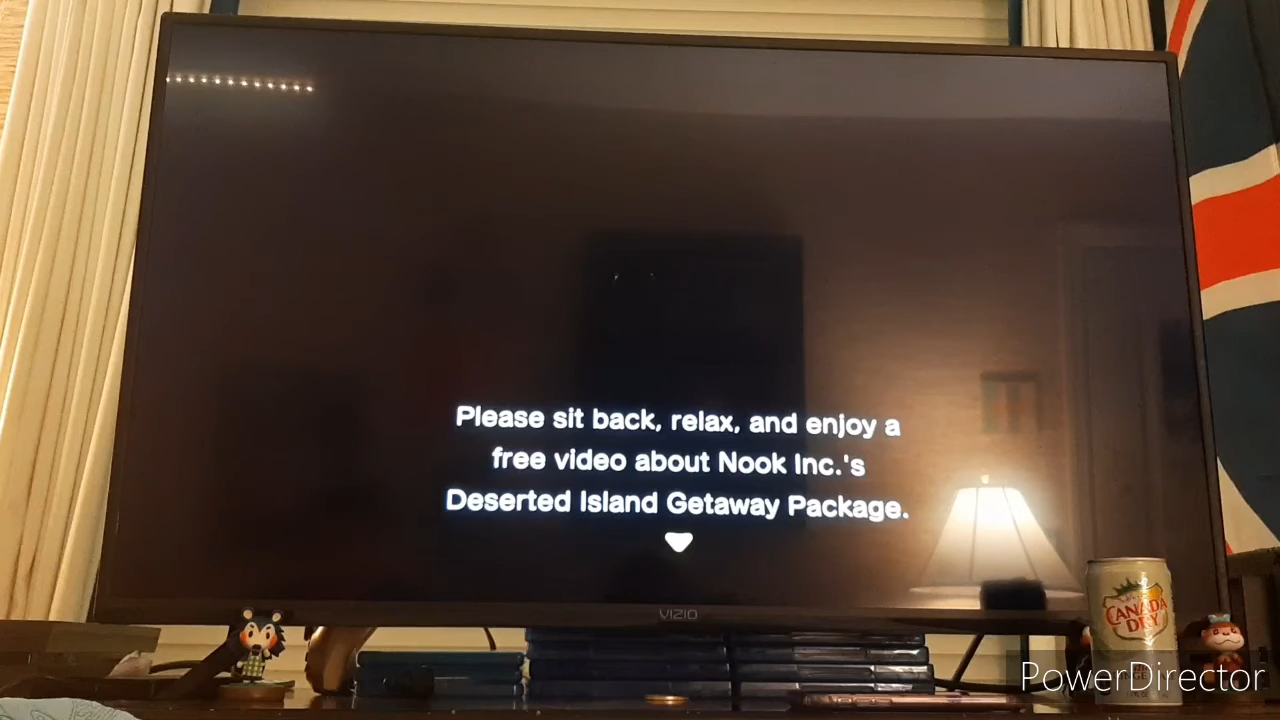 Please sit back, relax, and enjoy a
free video about Nook Inc.'s
Deserted Island Getaway Package.
VIZIO
CANADA
DRY
PowerDirector